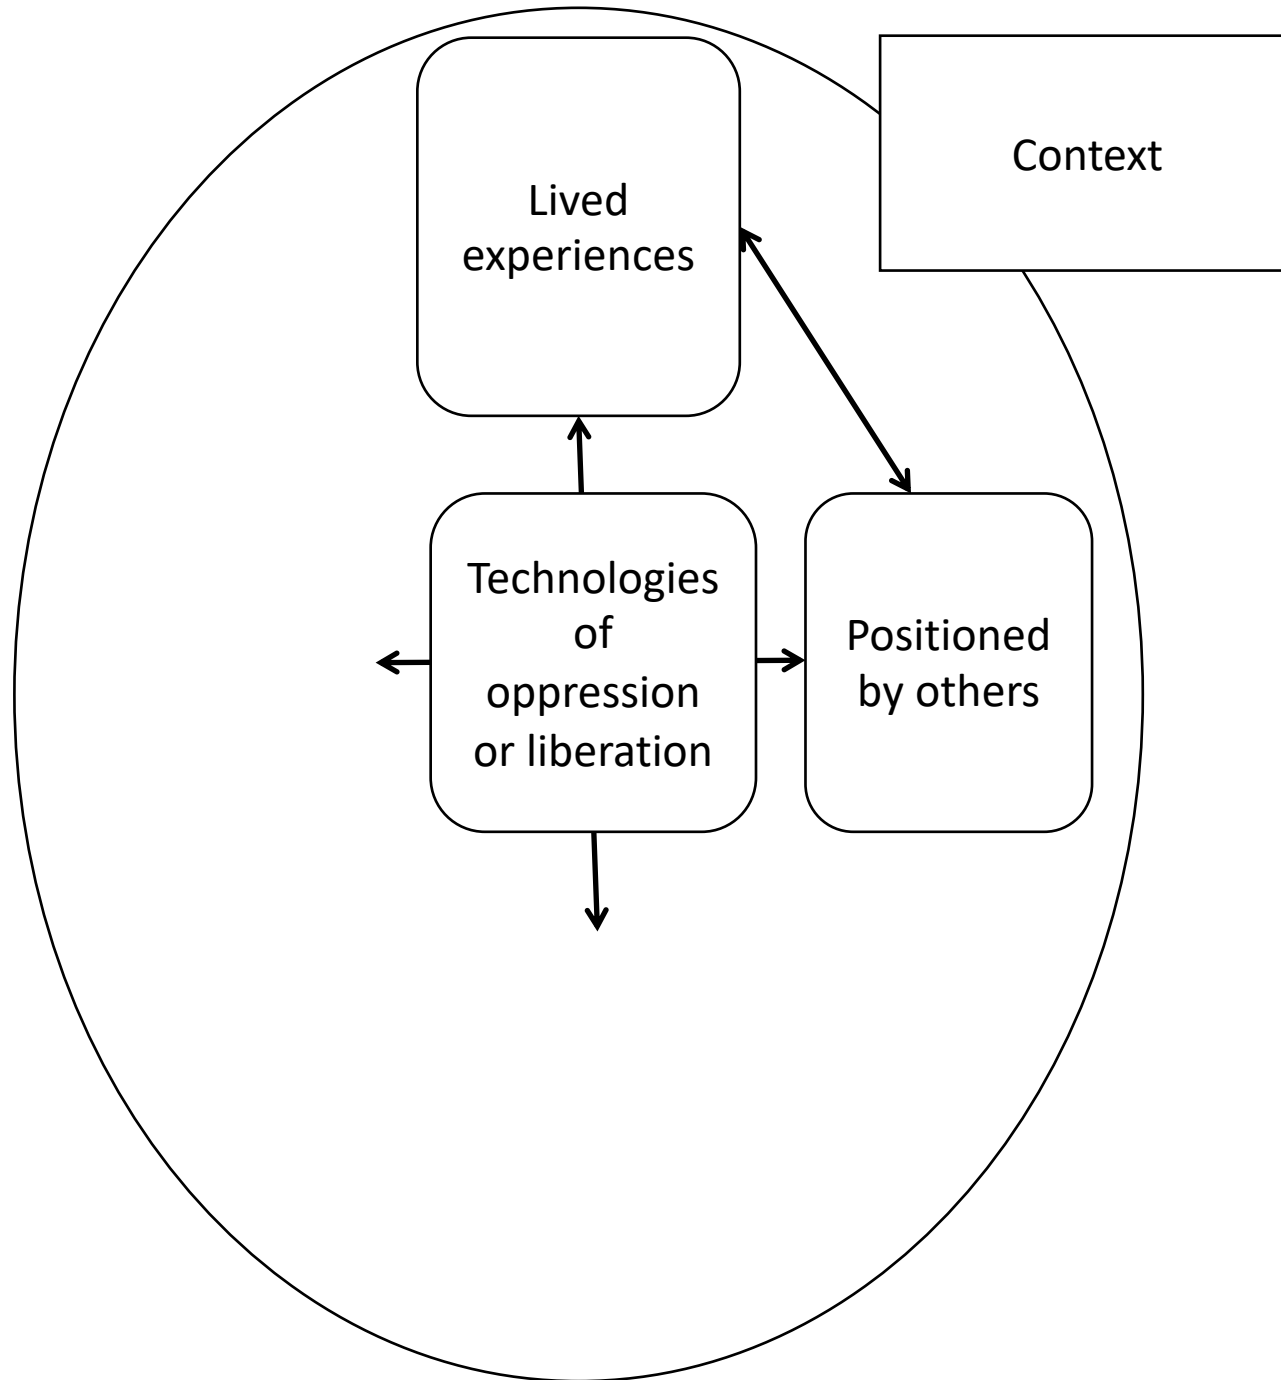 Context
Lived
experiences
Technologies
of
oppression
or liberation
Positioned
by others